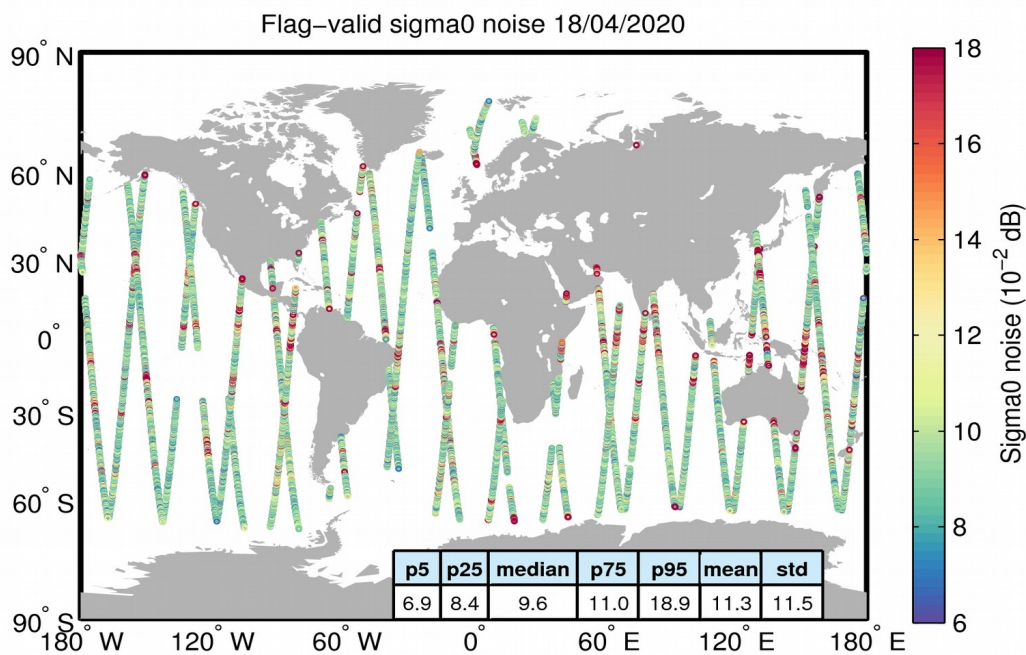 Flag−valid sigma0 noise 18/04/2020
90° N
60° N
30° N
0°
30° S
60° S
90° S
180° W
120° W
60° W
0°
60° E
120° E
180° E
p5 p25 median p75 p95 mean std
6.9 8.4 9.6 11.0 18.9 11.3 11.5
18
16
14
12
10
8
6
Sigma0 noise (10⁻² dB)